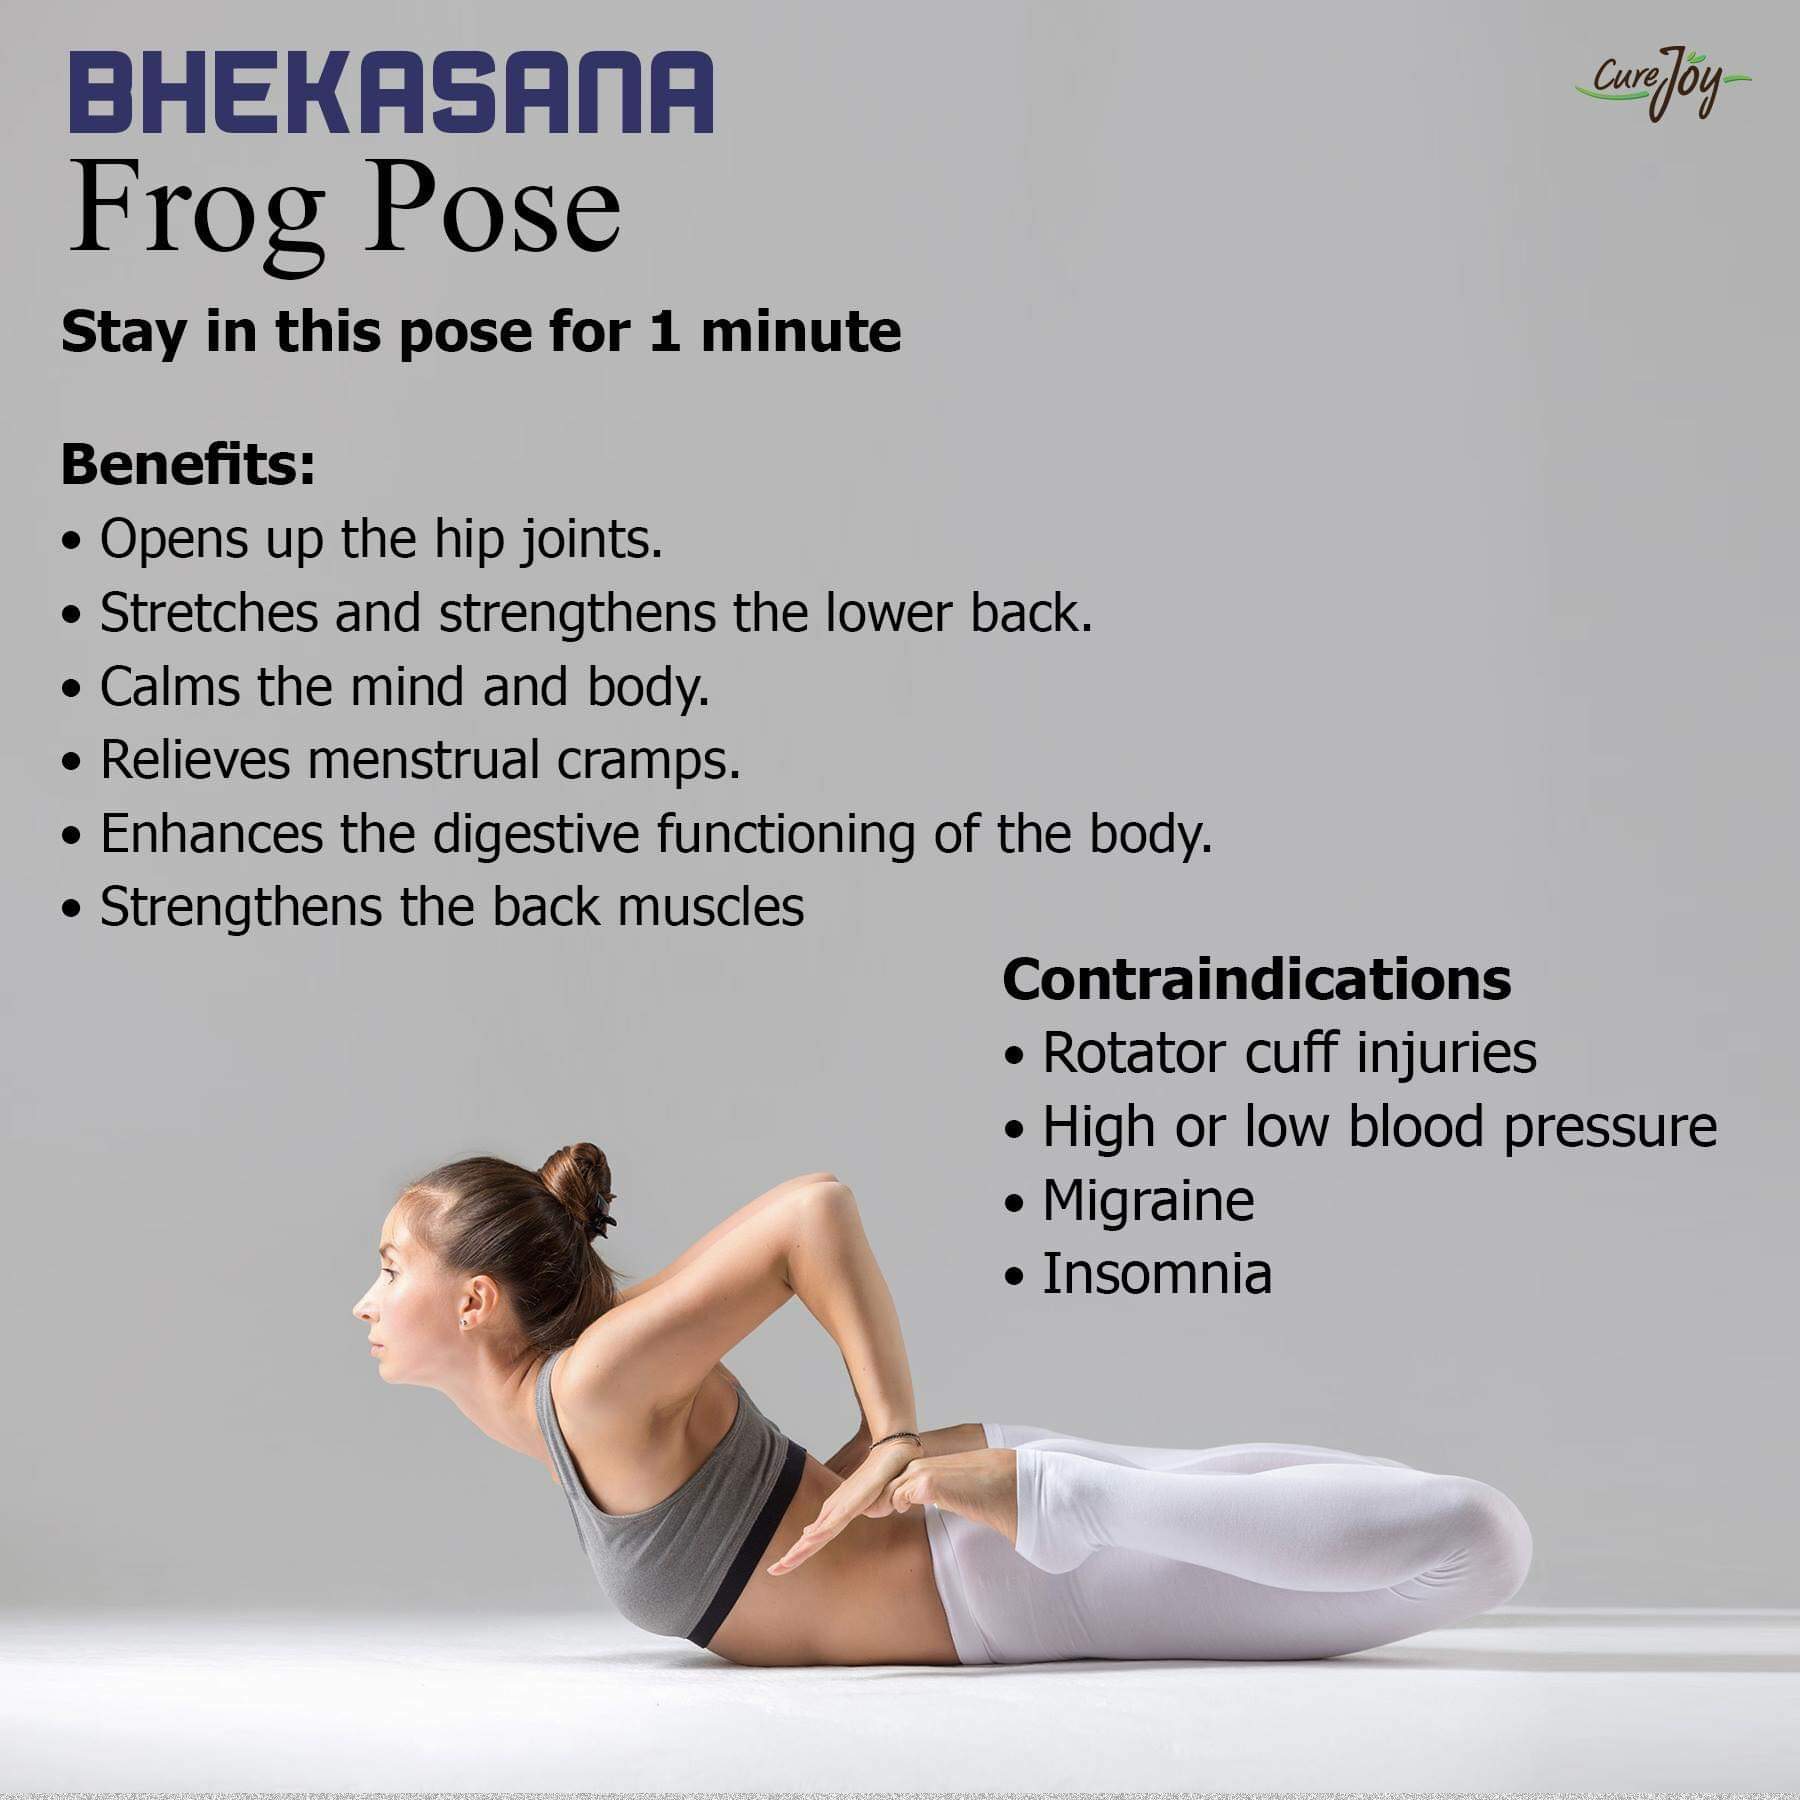 BHEKASANA
CureJoy
Frog Pose
Stay in this pose for 1 minute
Benefits:
• Opens up the hip joints.
• Stretches and strengthens the lower back.
• Calms the mind and body.
• Relieves menstrual cramps.
• Enhances the digestive functioning of the body.
• Strengthens the back muscles
Contraindications
• Rotator cuff injuries
• High or low blood pressure
• Migraine
• Insomnia